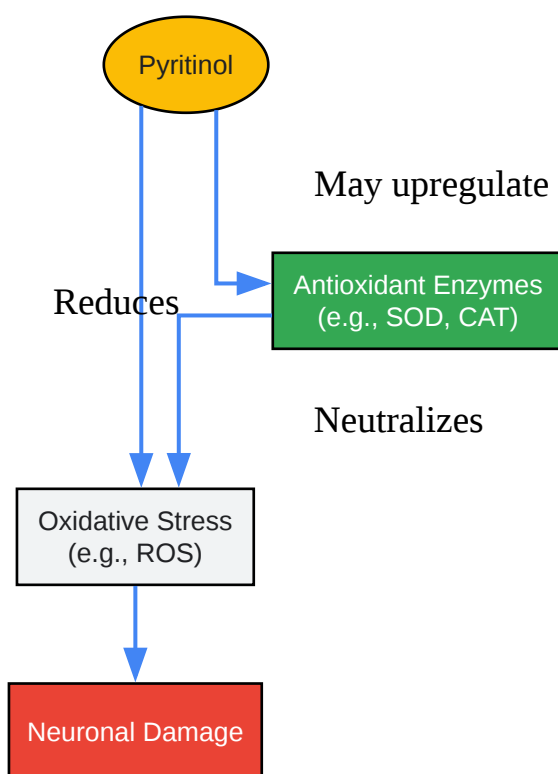 Pyritinol
May upregulate
Antioxidant Enzymes
(e.g., SOD, CAT)
Reduces
Neutralizes
Oxidative Stress
(e.g., ROS)
Neuronal Damage